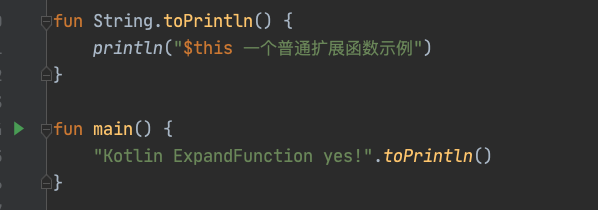 fun String.toPrintln() {
    println("$this 一个普通扩展函数示例")
}
fun main() {
    "Kotlin ExpandFunction yes!".toPrintln()
}